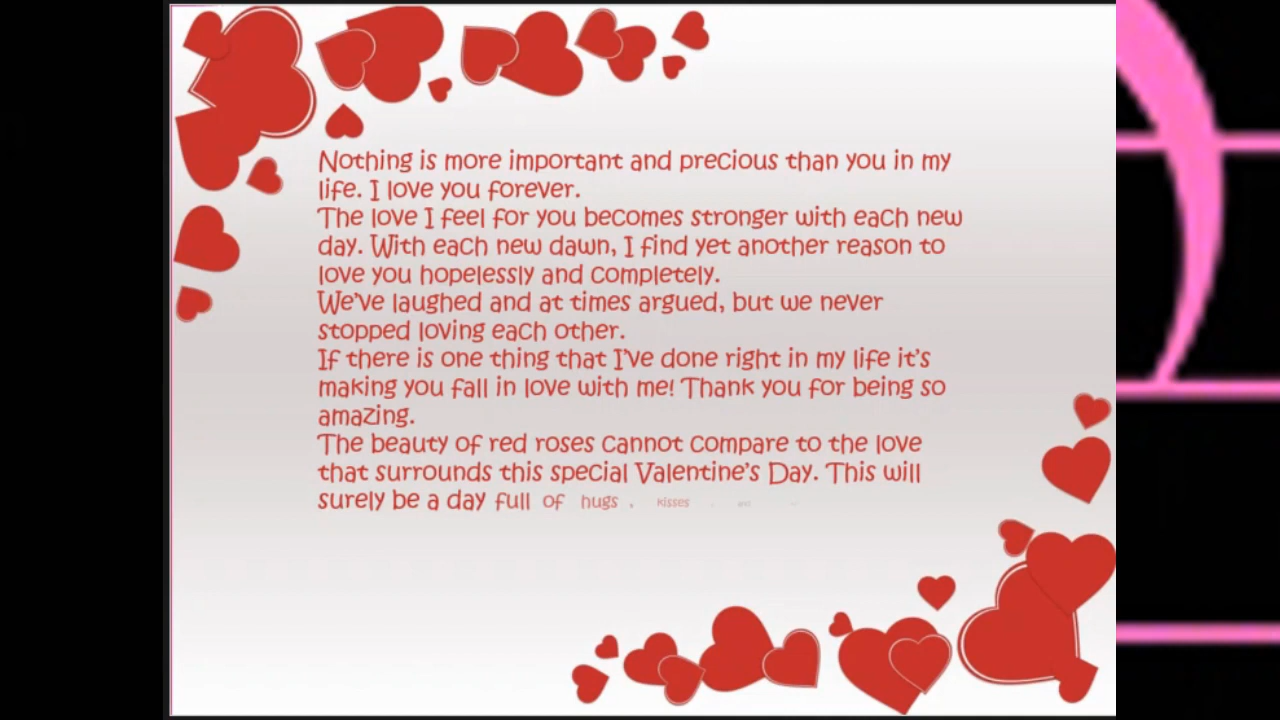 Nothing is more important and precious than you in my
life. I love you forever.
The love I feel for you becomes stronger with each new
day. With each new dawn, I find yet another reason to
love you hopelessly and completely.
We've laughed and at times argued, but we never
stopped loving each other.
If there is one thing that I've done right in my life it's
making you fall in love with me! Thank you for being so
amazing.
The beauty of red roses cannot compare to the love
that surrounds this special Valentine's Day. This will
surely be a day full of hugs , kisses